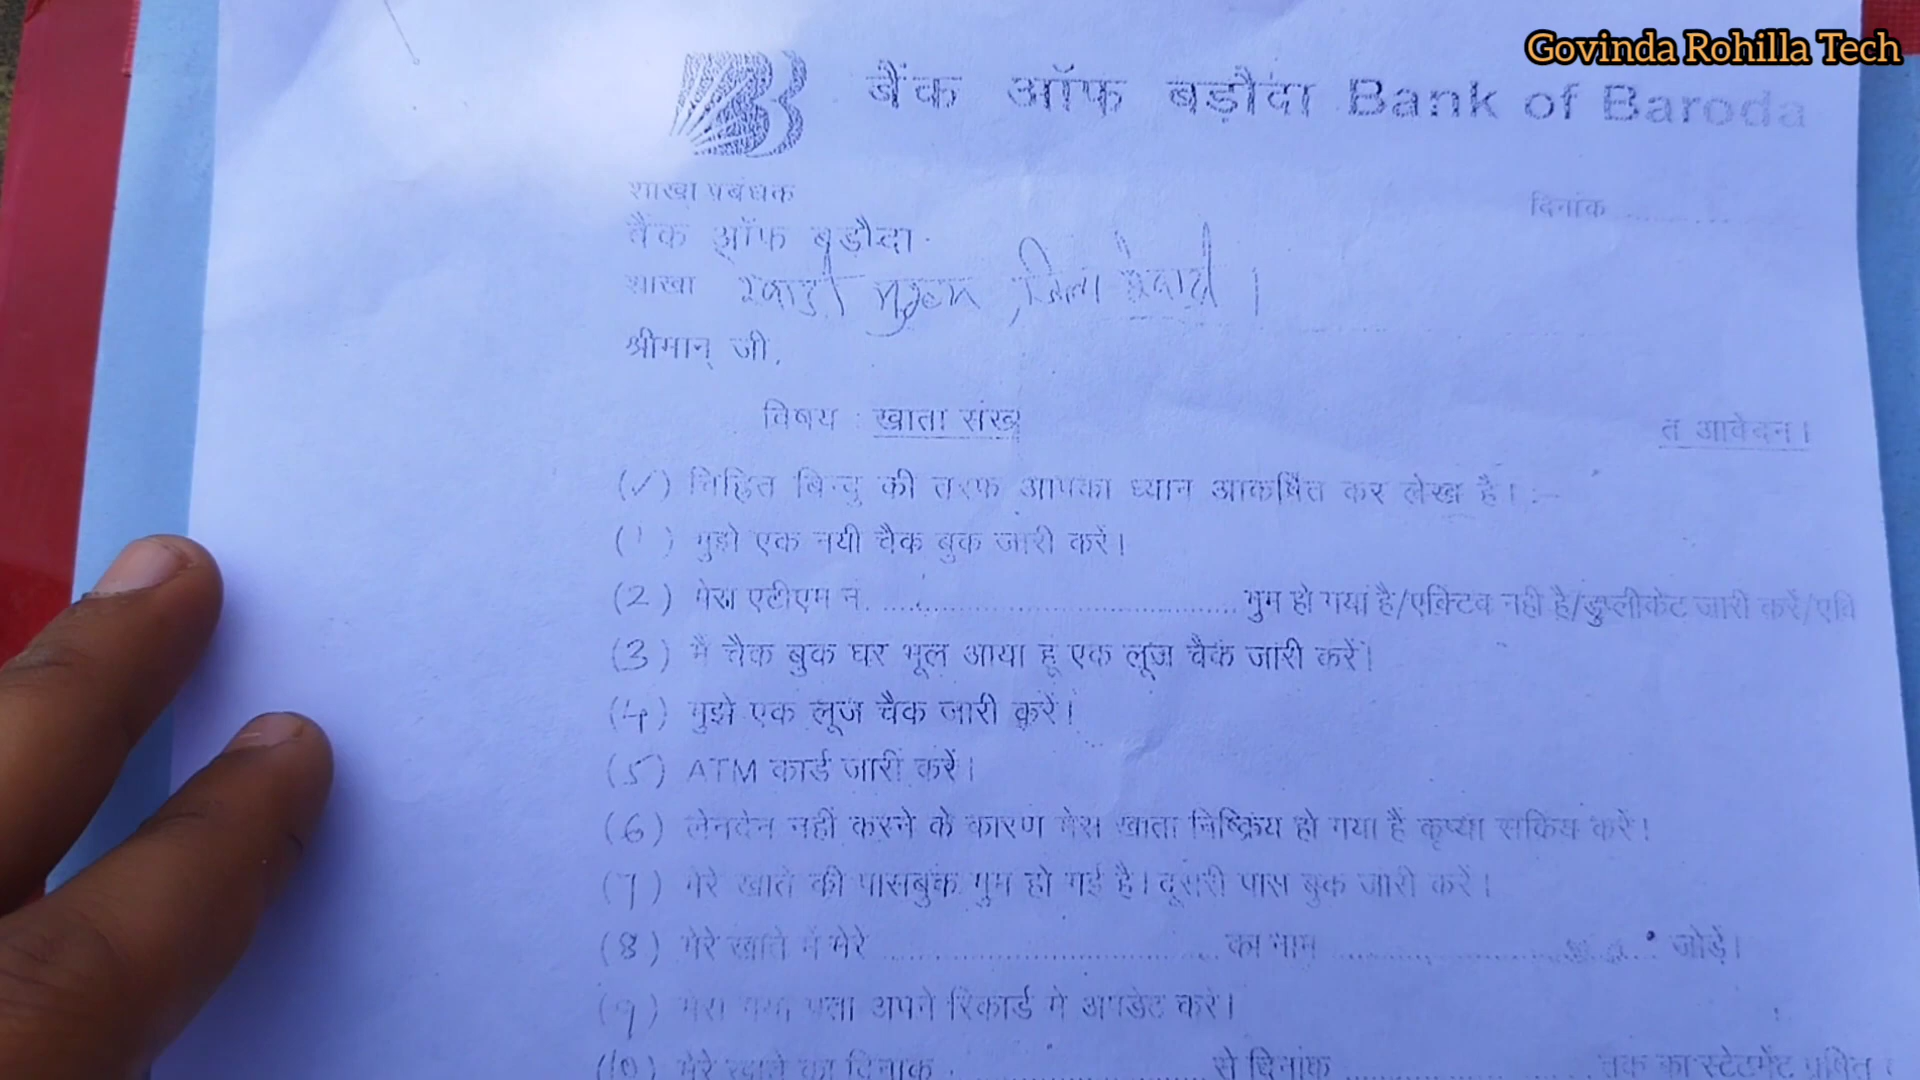 Govinda Rohilla Tech
बैंक ऑफ बड़ौदा Bank of Baroda
शाखा प्रबंधक
दिनांक ..............
बैंक ऑफ बड़ौदा
शाखा जिला रेवाड़ी।
श्रीमान् जी,
विषय : खाता संख्
त आवेदन।
(✓) चिह्नित बिन्दु की तरफ आपका ध्यान आकर्षित कर लेख है। :-
(1) मुझे एक नयी चैक बुक जारी करें।
(2) मेरा एटीएम नं. .............................. गुम हो गया है/एक्टिव नही है/डुप्लीकेट जारी करें/एवि
(3) मैं चैक बुक घर भूल आया हू एक लूज चैक जारी करें।
(4) मुझे एक लूज चैक जारी करें।
(5) ATM कार्ड जारी करें।
(6) लेनदेन नहीं करने के कारण मेरा खाता निष्क्रिय हो गया है कृप्या सक्रिय करें।
(7) मेरे खाते की पासबुक गुम हो गई है। दूसरी पास बुक जारी करें।
(8) मेरे खाते में मेरे .............................. का नाम .............................. जोड़ें।
(9) मेरा नया पता अपने रिकार्ड मे अपडेट करे।
(10) मेरे खाते का दिनांक .............................. से दिनांक .............................. तक का स्टेटमेंट